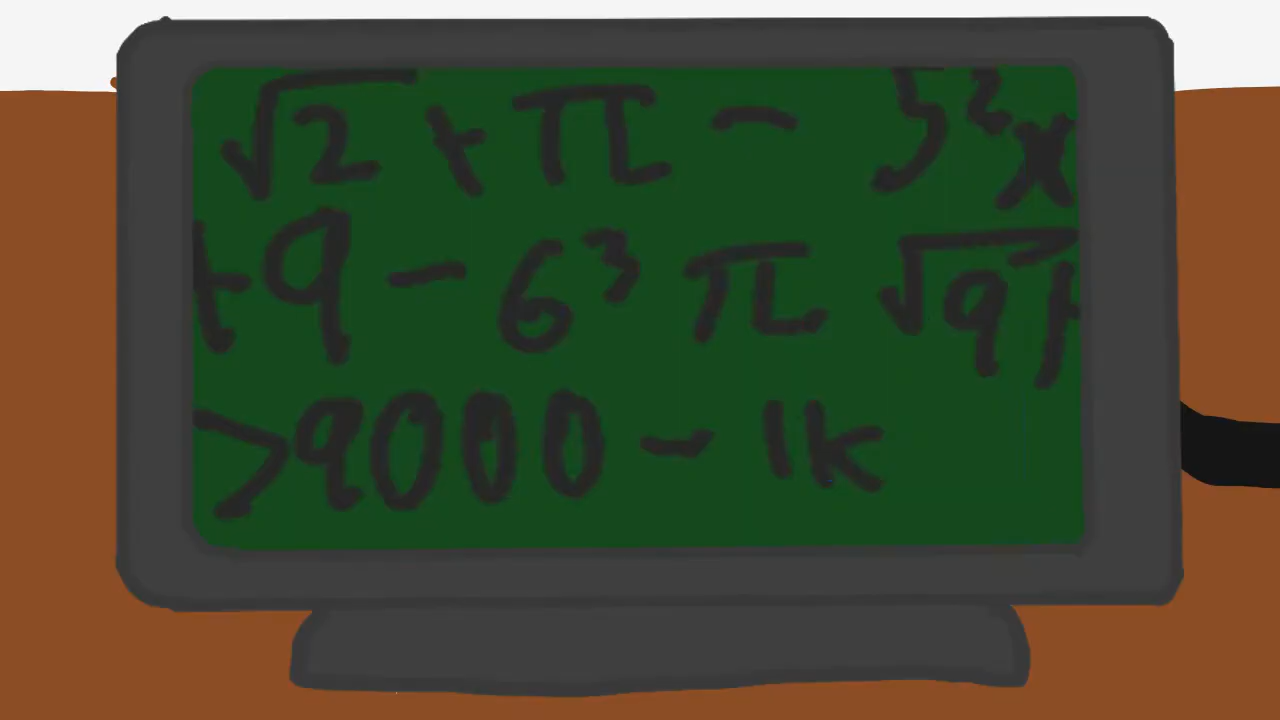 √2 + π - 5²x
+9 - 6³ π √9+
>9000 - 1k